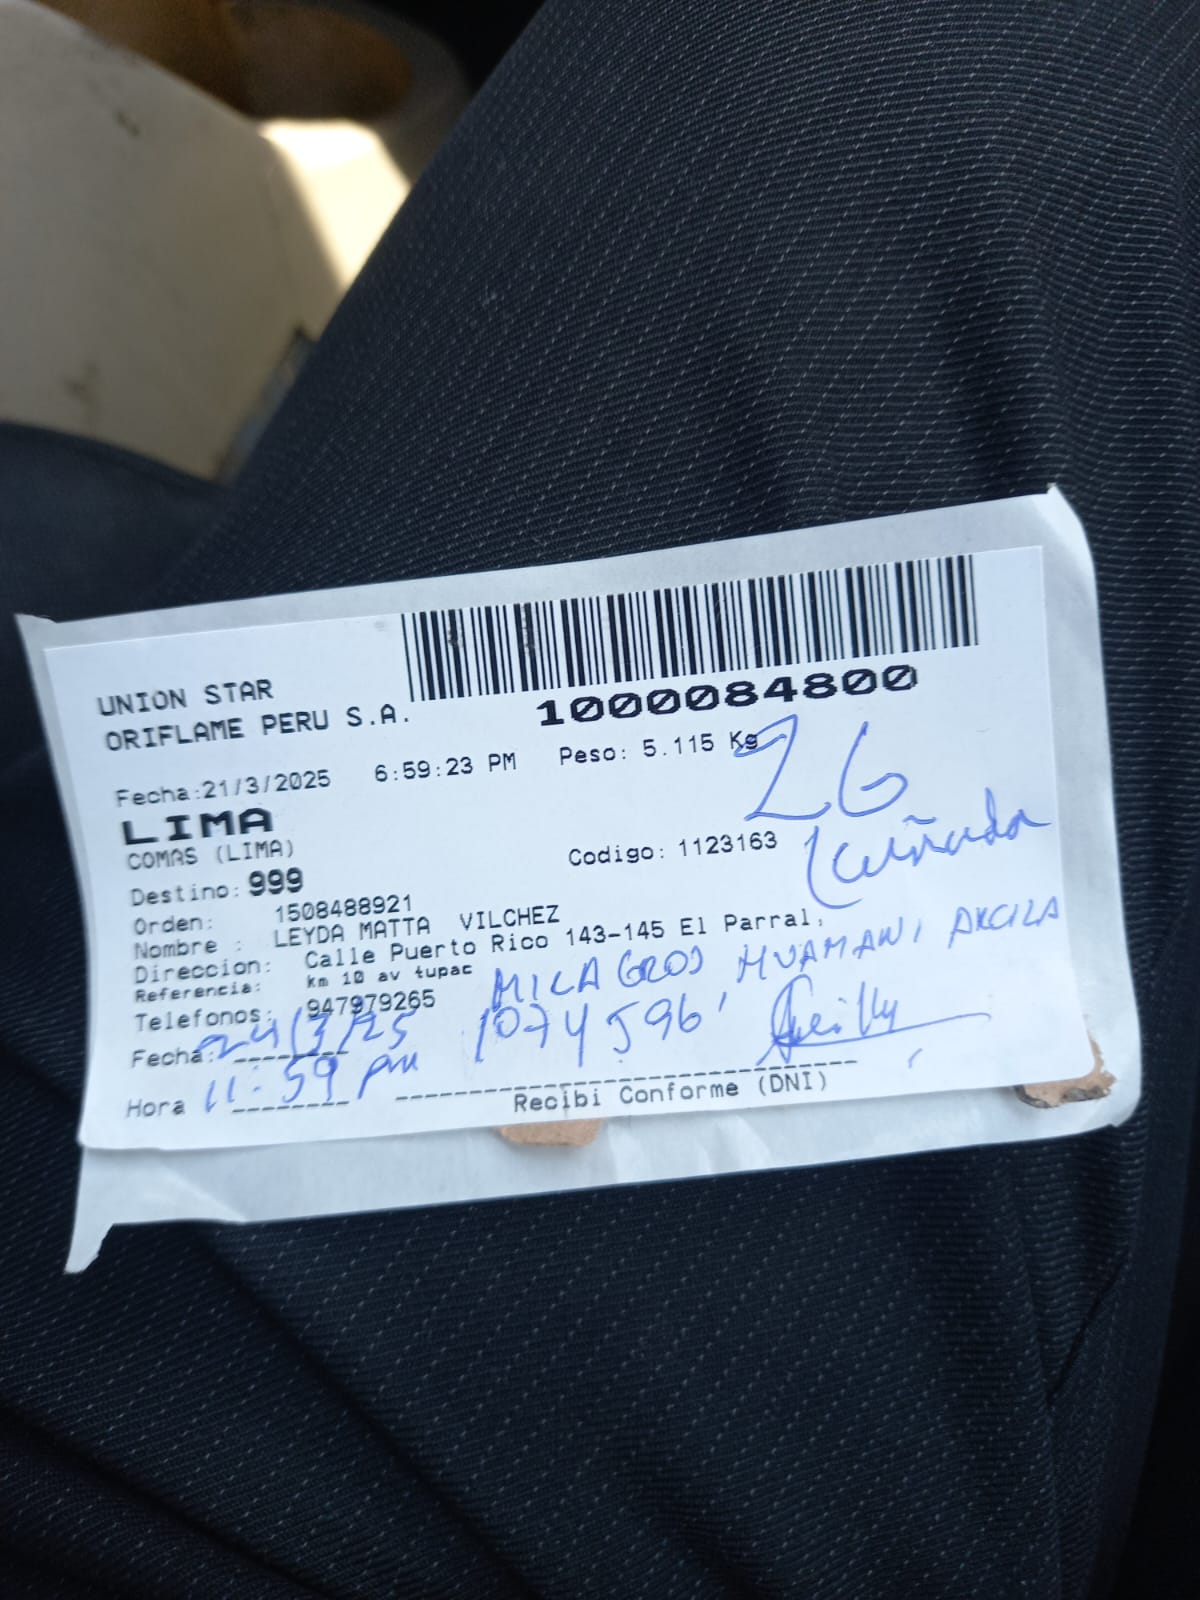 UNION STAR
ORIFLAME PERU S.A.
1000084800
Fecha:21/3/2025 6:59:23 PM Peso: 5.115 Kg
26
LIMA
COMAS (LIMA)
Codigo: 1123163
(cuñada
Destino: 999
Orden: 1508488921
Nombre : LEYDA MATTA VILCHEZ
Direccion: Calle Puerto Rico 143-145 El Parral,
Referencia: km 10 av tupac
MILAGROS HUAMANI ARCILA
Telefonos: 947979265
1074596
Fecha: 24/3/25
Hora 11:59 pm
Recibi Conforme (DNI)